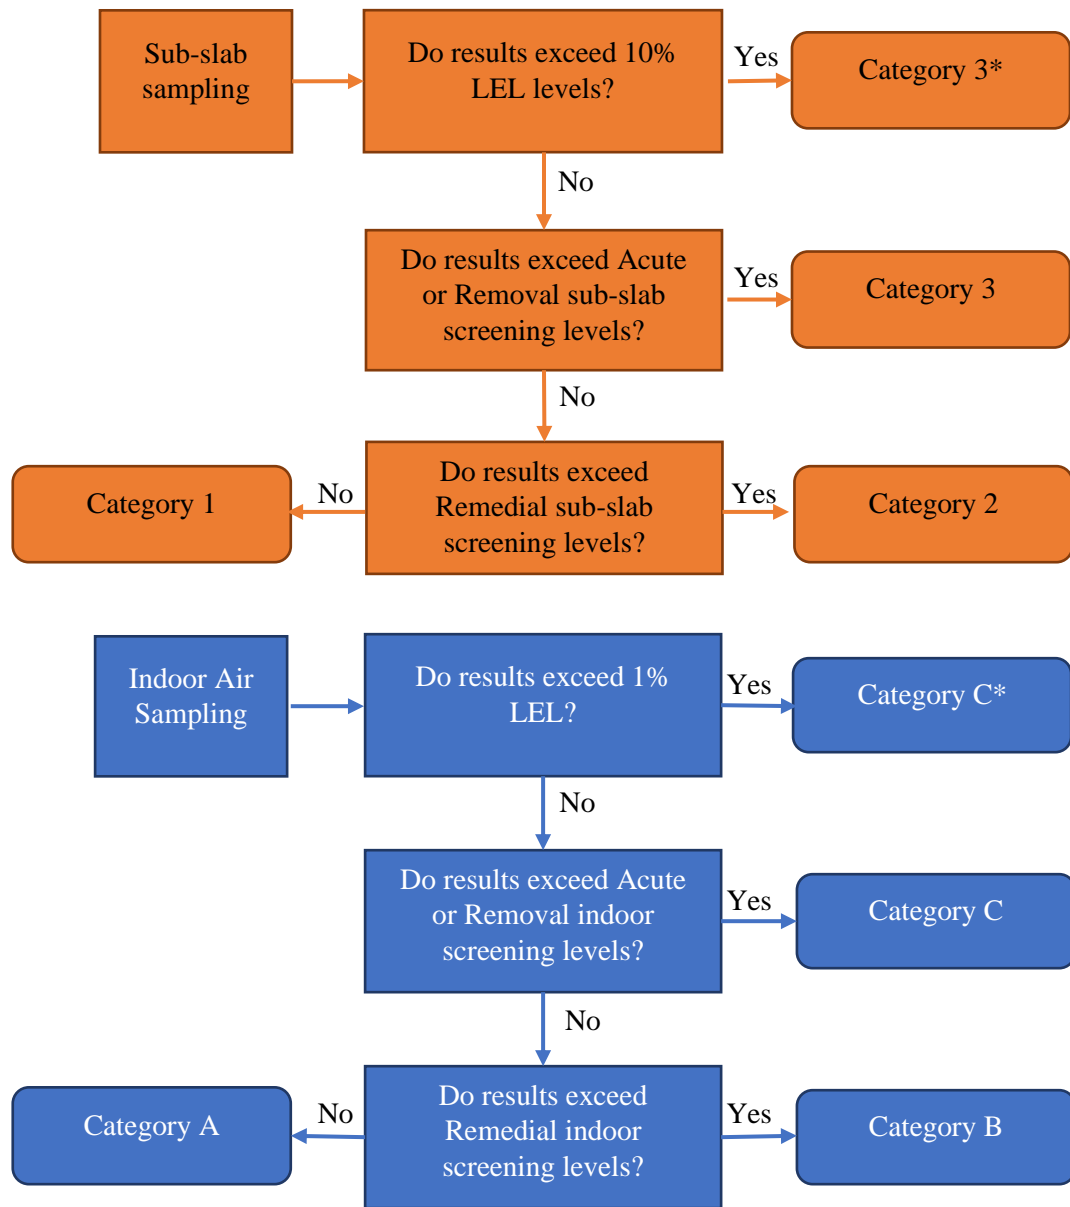 Sub-slab
sampling
Do results exceed 10%
LEL levels?
Yes
Category 3*
No
Do results exceed Acute
or Removal sub-slab
screening levels?
Yes
Category 3
No
Category 1
No
Do results exceed
Remedial sub-slab
screening levels?
Yes
Category 2
Indoor Air
Sampling
Do results exceed 1%
LEL?
Yes
Category C*
No
Do results exceed Acute
or Removal indoor
screening levels?
Yes
Category C
No
Category A
No
Do results exceed
Remedial indoor
screening levels?
Yes
Category B